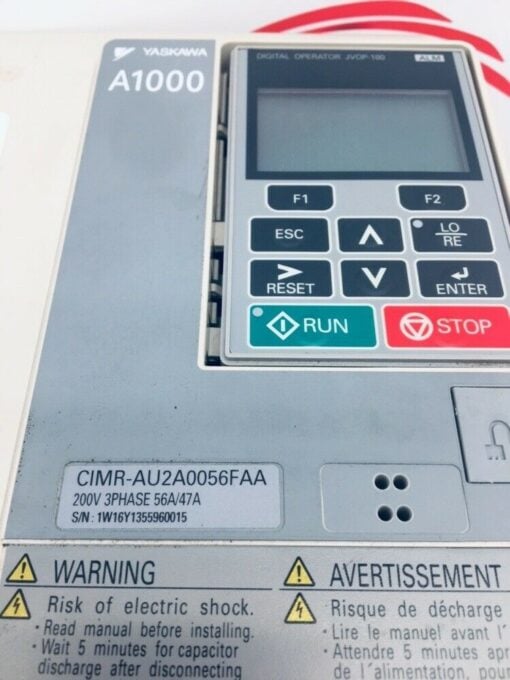 YASKAWA
A1000
DIGITAL OPERATOR JVOP-180
ALM
F1
F2
ESC
LO
RE
RESET
ENTER
RUN
STOP
CIMR-AU2A0056FAA
200V 3PHASE 56A/47A
S/N : 1W16Y1355960015
WARNING
Risk of electric shock.
· Read manual before installing.
· Wait 5 minutes for capacitor
discharge after disconnecting
AVERTISSEMENT
Risque de décharge
· Lire le manuel avant l'
· Attendre 5 minutes apr
de l'alimentation, pour